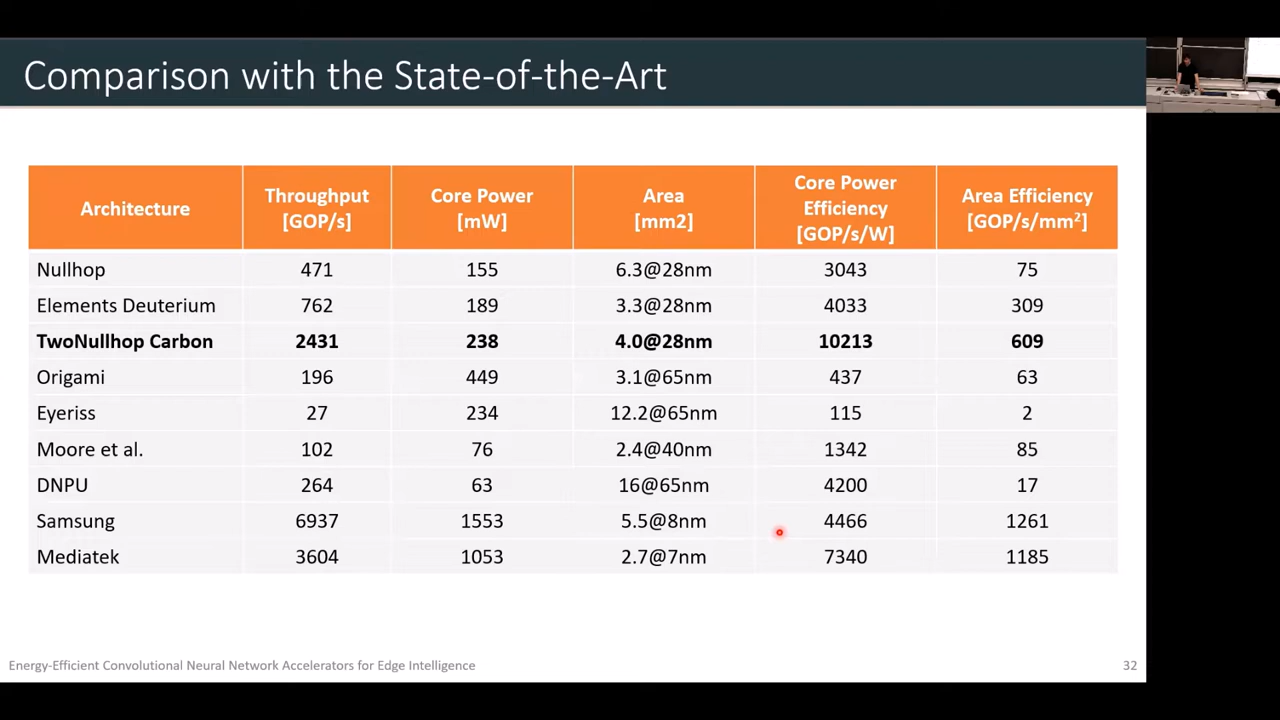 Comparison with the State-of-the-Art
Architecture Throughput [GOP/s] Core Power [mW] Area [mm2] Core Power Efficiency [GOP/s/W] Area Efficiency [GOP/s/mm²]
Nullhop 471 155 6.3@28nm 3043 75
Elements Deuterium 762 189 3.3@28nm 4033 309
TwoNullhop Carbon 2431 238 4.0@28nm 10213 609
Origami 196 449 3.1@65nm 437 63
Eyeriss 27 234 12.2@65nm 115 2
Moore et al. 102 76 2.4@40nm 1342 85
DNPU 264 63 16@65nm 4200 17
Samsung 6937 1553 5.5@8nm 4466 1261
Mediatek 3604 1053 2.7@7nm 7340 1185
Energy-Efficient Convolutional Neural Network Accelerators for Edge Intelligence 32